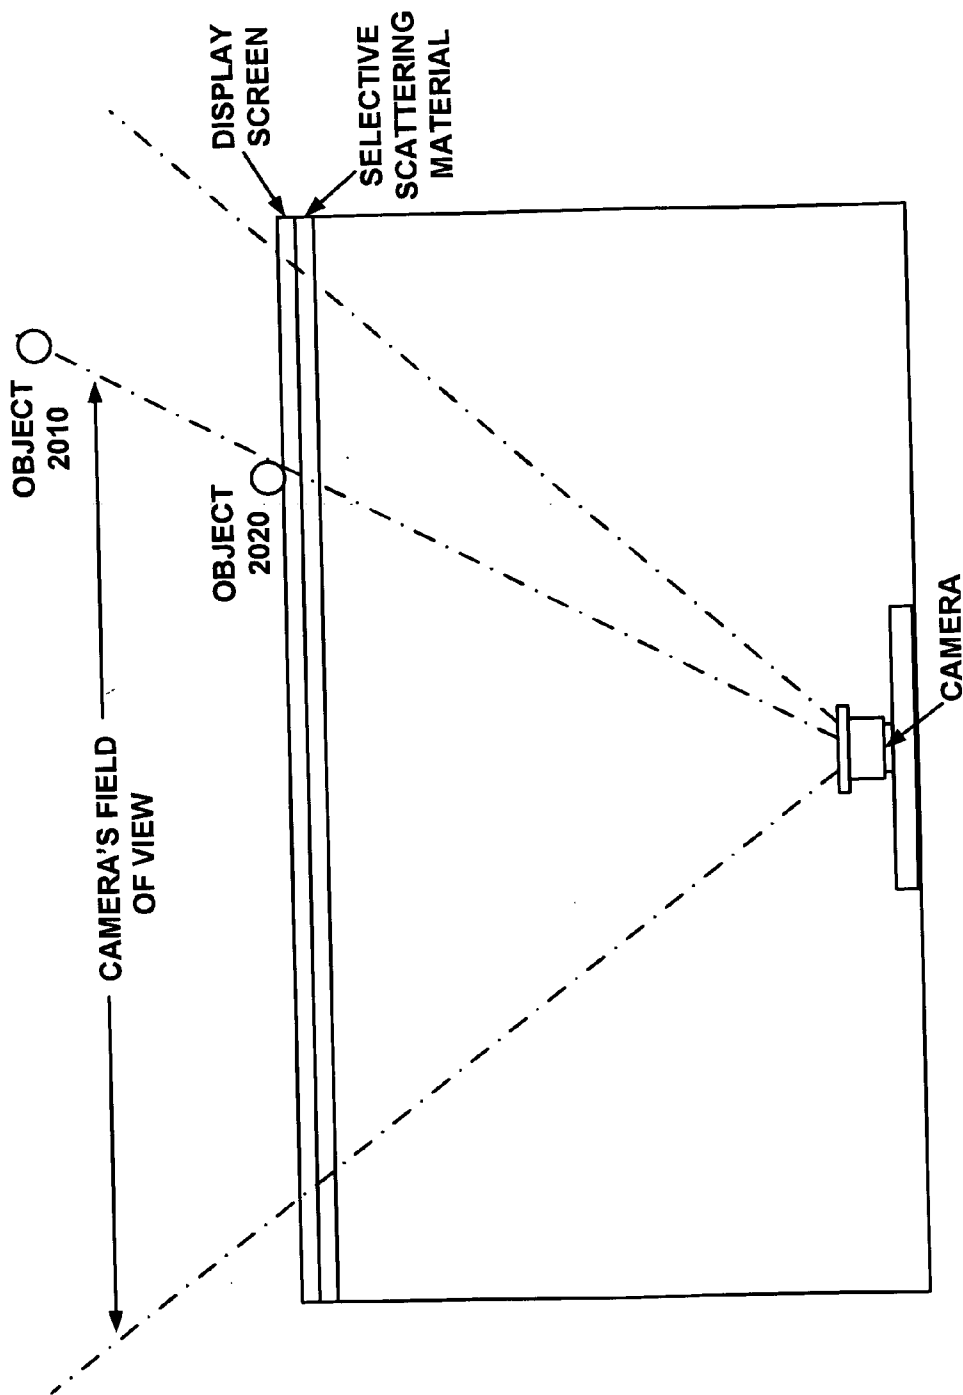 OBJECT
2010
DISPLAY
SCREEN
SELECTIVE
SCATTERING
MATERIAL
OBJECT
2020
CAMERA'S FIELD
OF VIEW
CAMERA